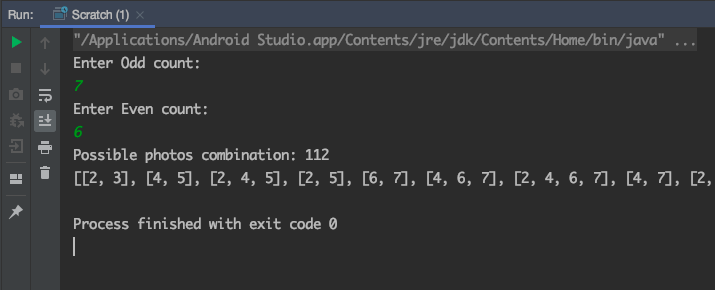 Run: Scratch (1)
"/Applications/Android Studio.app/Contents/jre/jdk/Contents/Home/bin/java" ...
Enter Odd count:
7
Enter Even count:
6
Possible photos combination: 112
[[2, 3], [4, 5], [2, 4, 5], [2, 5], [6, 7], [4, 6, 7], [2, 4, 6, 7], [4, 7], [2,
Process finished with exit code 0